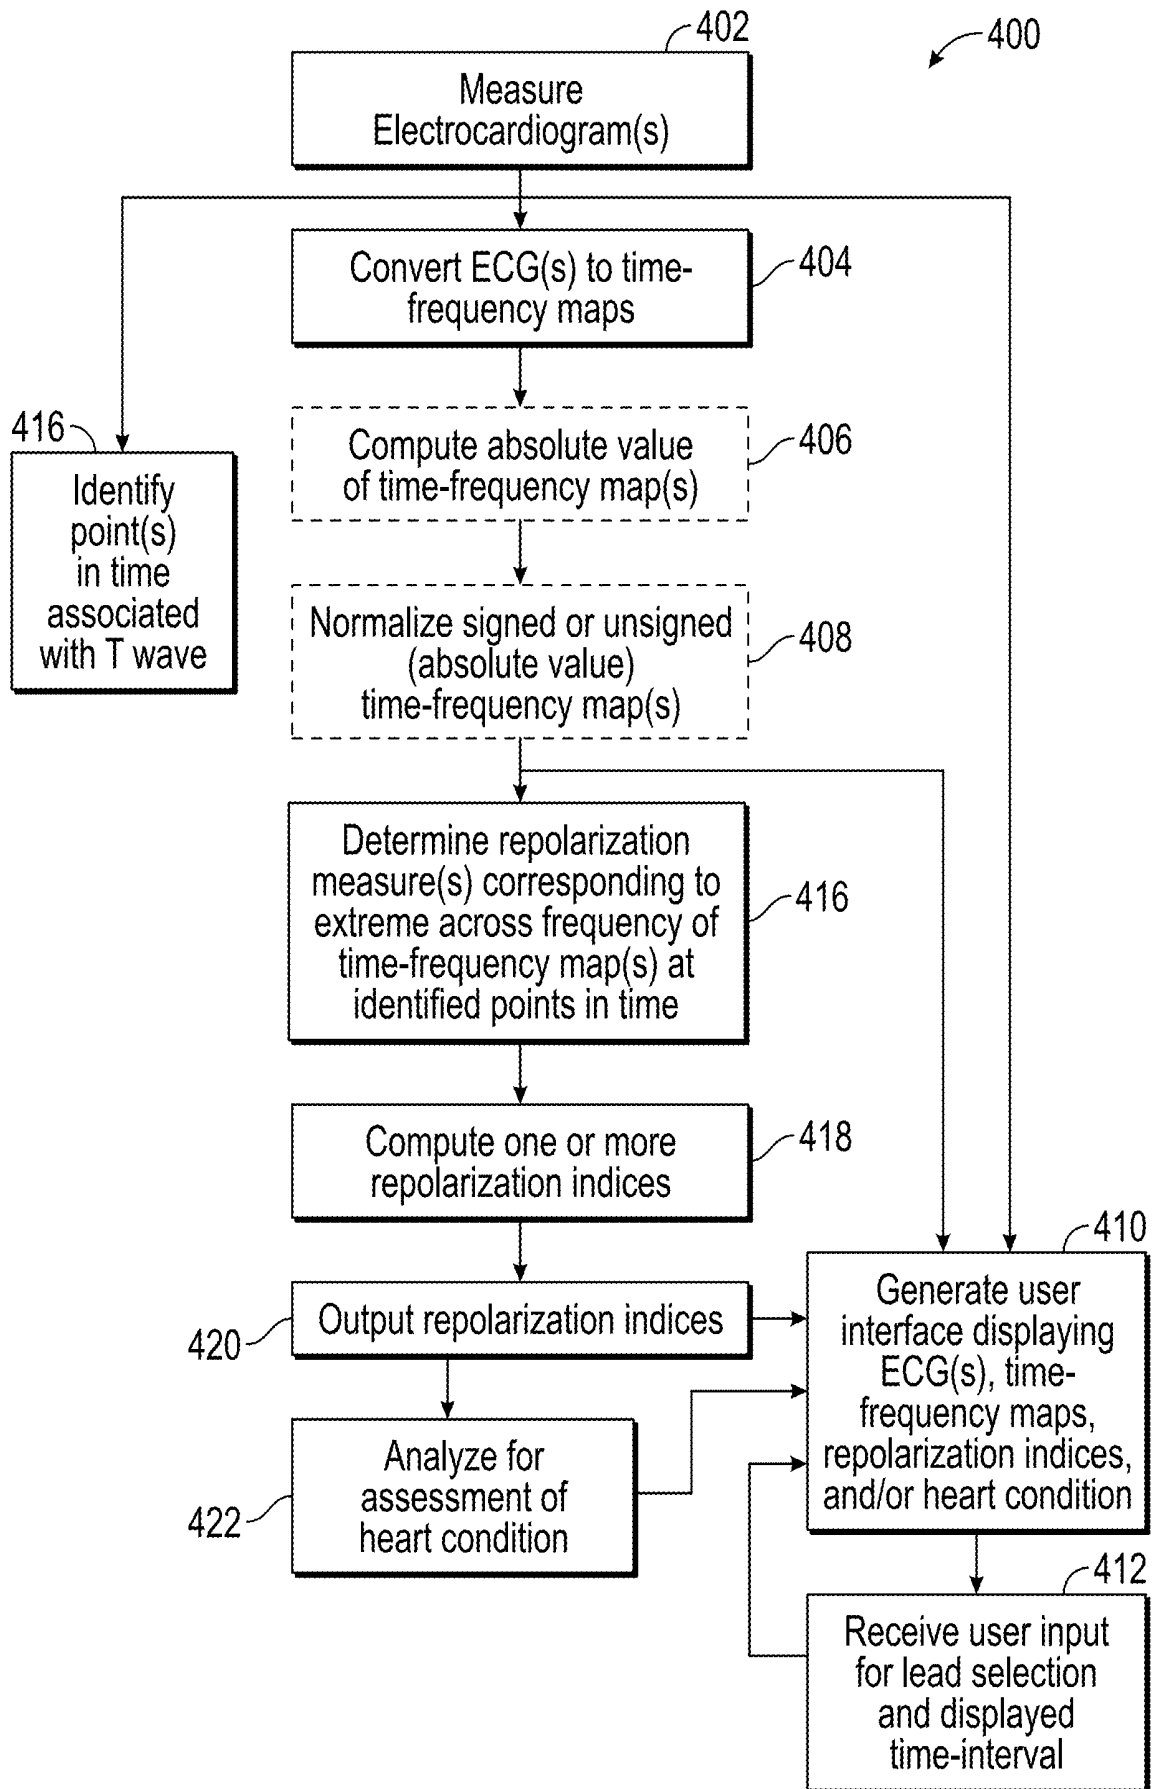 402
400
Measure
Electrocardiogram(s)
Convert ECG(s) to time-
frequency maps
404
416
Identify
point(s)
in time
associated
with T wave
Compute absolute value
of time-frequency map(s)
406
Normalize signed or unsigned
(absolute value)
time-frequency map(s)
408
Determine repolarization
measure(s) corresponding to
extreme across frequency of
time-frequency map(s) at
identified points in time
416
Compute one or more
repolarization indices
418
Output repolarization indices
420
410
Generate user
interface displaying
ECG(s), time-
frequency maps,
repolarization indices,
and/or heart condition
Analyze for
assessment of
heart condition
422
412
Receive user input
for lead selection
and displayed
time-interval